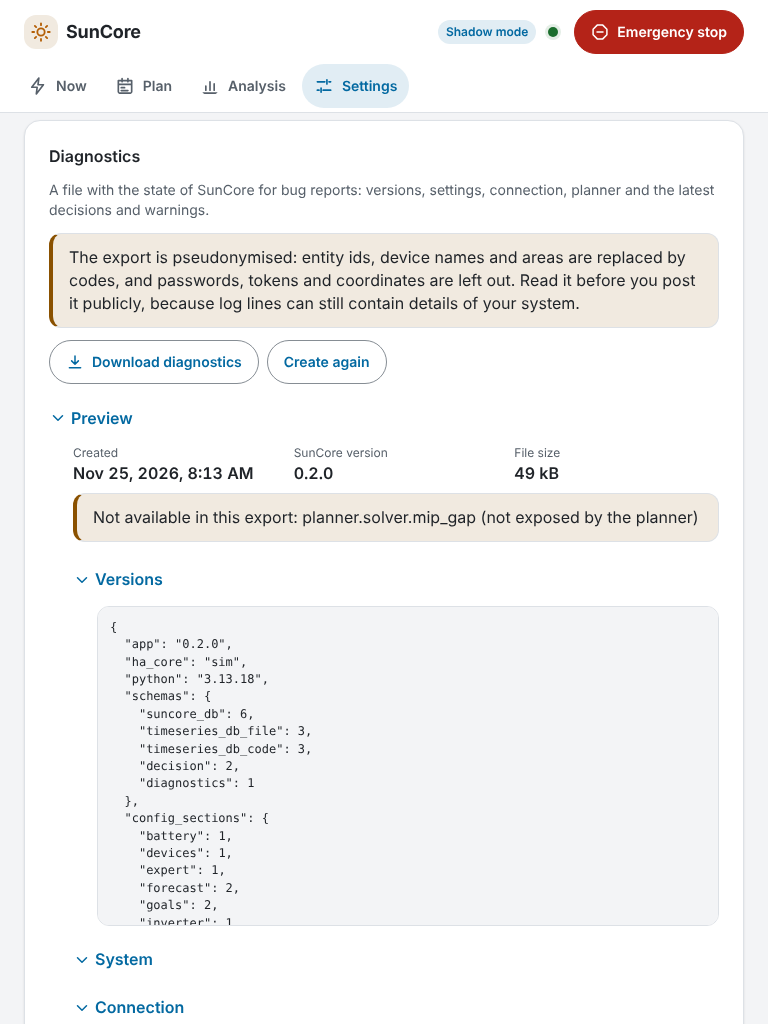 SunCore
Shadow mode
Emergency stop
Now
Plan
Analysis
Settings
Diagnostics
A file with the state of SunCore for bug reports: versions, settings, connection, planner and the latest
decisions and warnings.
The export is pseudonymised: entity ids, device names and areas are replaced by
codes, and passwords, tokens and coordinates are left out. Read it before you post
it publicly, because log lines can still contain details of your system.
Download diagnostics
Create again
Preview
Created
Nov 25, 2026, 8:13 AM
SunCore version
0.2.0
File size
49 kB
Not available in this export: planner.solver.mip_gap (not exposed by the planner)
Versions
{
  "app": "0.2.0",
  "ha_core": "sim",
  "python": "3.13.18",
  "schemas": {
    "suncore_db": 6,
    "timeseries_db_file": 3,
    "timeseries_db_code": 3,
    "decision": 2,
    "diagnostics": 1
  },
  "config_sections": {
    "battery": 1,
    "devices": 1,
    "expert": 1,
    "forecast": 2,
    "goals": 2,
    "inverter": 1
System
Connection